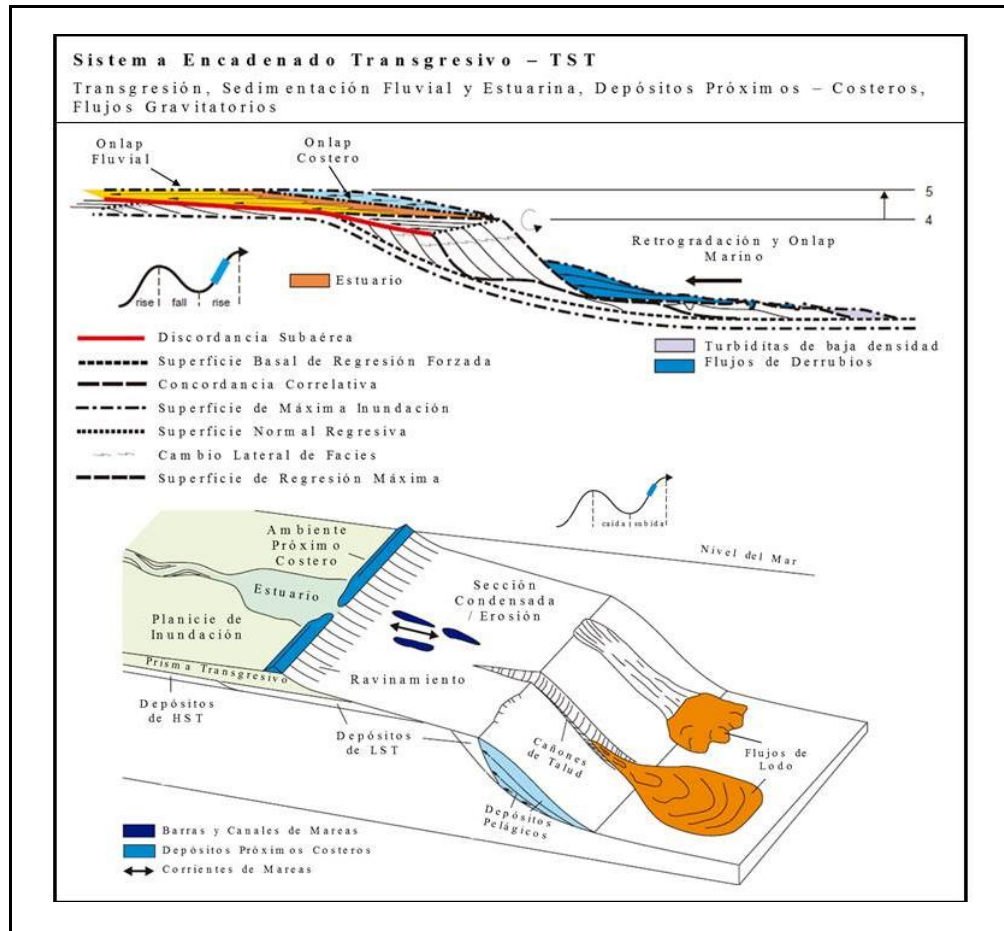 Sistema Encadenado Transgresivo – TST
Transgresión, Sedimentación Fluvial y Estuarina, Depósitos Próximos – Costeros,
Flujos Gravitatorios
Onlap
Fluvial
Onlap
Costero
5
4
Retrogradación y Onlap
Marino
rise
fall
rise
Estuario
Discordancia Subaérea
Superficie Basal de Regresión Forzada
Concordancia Correlativa
Superficie de Máxima Inundación
Superficie Normal Regresiva
Cambio Lateral de Facies
Superficie de Regresión Máxima
Turbiditas de baja densidad
Flujos de Derrubios
caída
subida
Nivel del Mar
Ambiente
Próximo
Costero
Estuario
Planicie de
Inundación
Prisma Transgresivo
Depósitos
de HST
Sección
Condensada
/ Erosión
Ravinamiento
Depósitos
de LST
Cañones
de Talud
Depósitos
Pelágicos
Flujos de
Lodo
Barras y Canales de Mareas
Depósitos Próximos Costeros
Corrientes de Mareas